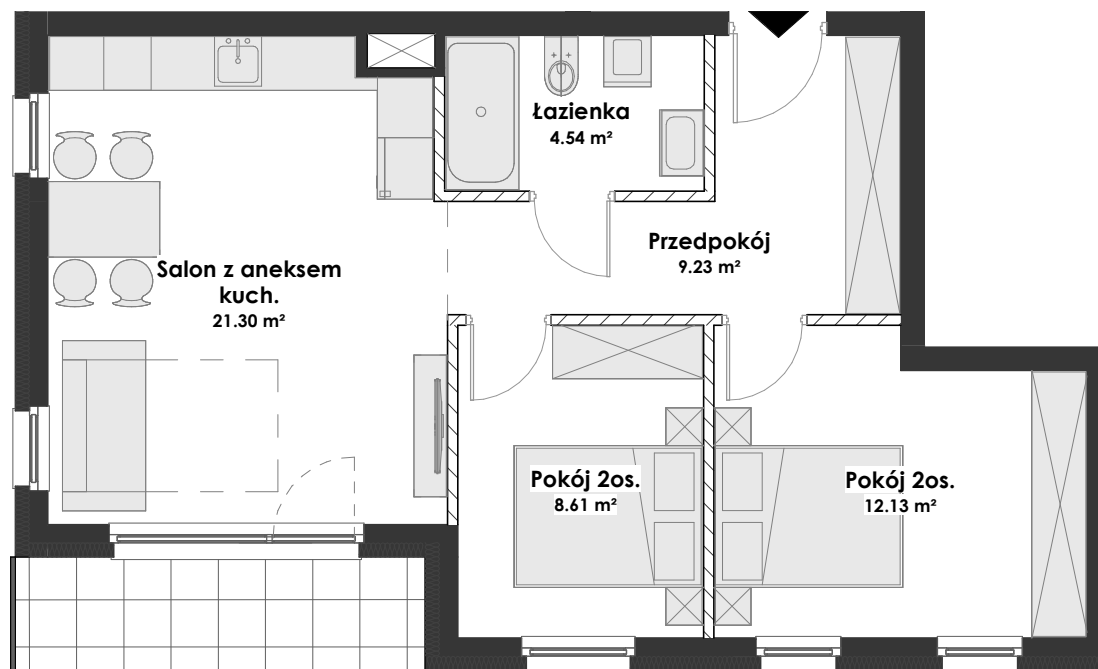 Łazienka
4.54 m²
Przedpokój
9.23 m²
Salon z aneksem
kuch.
21.30 m²
Pokój 2os.
8.61 m²
Pokój 2os.
12.13 m²